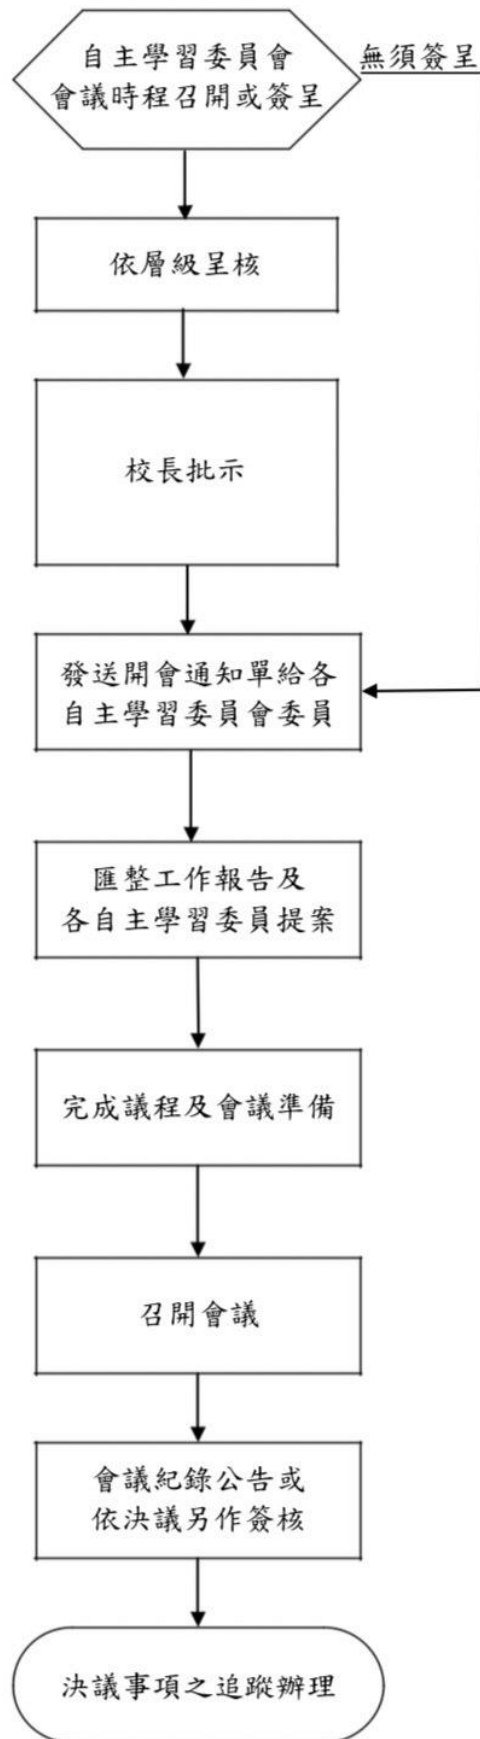 自主學習委員會
會議時程召開或簽呈
無須簽呈
依層級呈核
校長批示
發送開會通知單給各
自主學習委員會委員
匯整工作報告及
各自主學習委員提案
完成議程及會議準備
召開會議
會議紀錄公告或
依決議另作簽核
決議事項之追蹤辦理